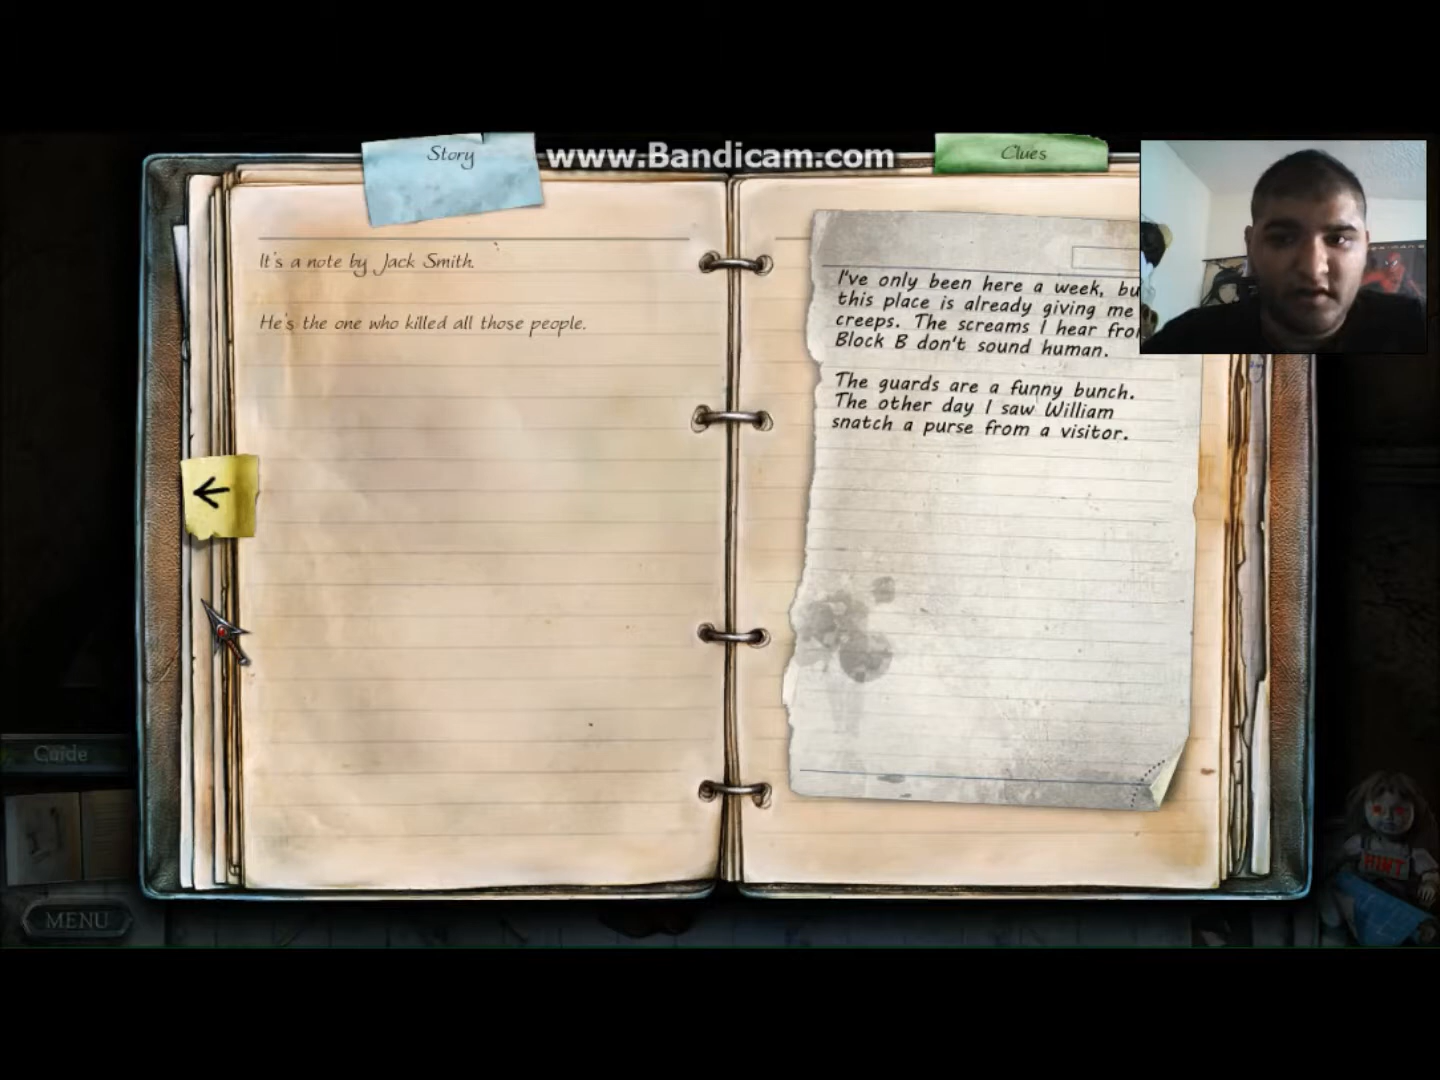 Story
www.Bandicam.com
Clues
It's a note by Jack Smith.
He's the one who killed all those people.
I've only been here a week, bu
this place is already giving me
creeps. The screams I hear fro
Block B don't sound human.
The guards are a funny bunch.
The other day I saw William
snatch a purse from a visitor.
Guide
MENU
HINT